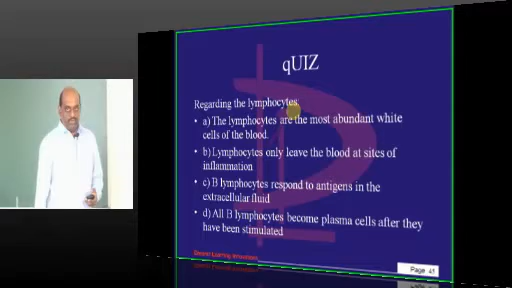 qUIZ
Regarding the lymphocytes:
• a) The lymphocytes are the most abundant white
cells of the blood.
• b) Lymphocytes only leave the blood at sites of
inflammation
• c) B lymphocytes respond to antigens in the
extracellular fluid
• d) All B lymphocytes become plasma cells after they
have been stimulated
Page 41